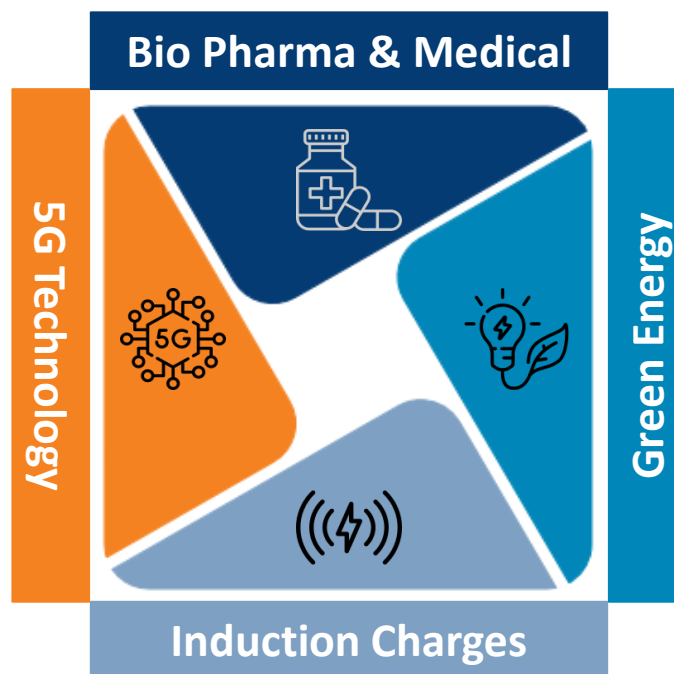 Bio Pharma & Medical
5G Technology
5G
Green Energy
Induction Charges